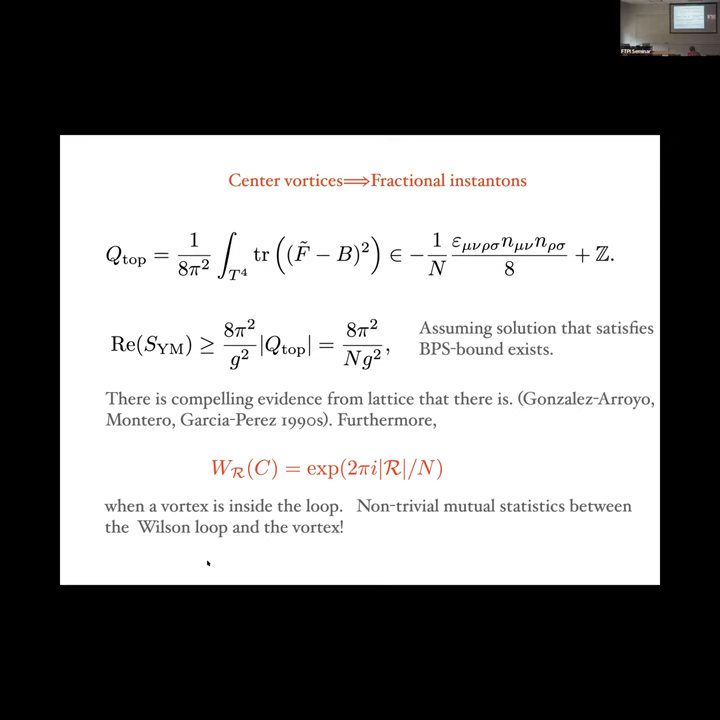 FTPI Seminar
Center vortices⟹Fractional instantons
Q_top = 1/8π² ∫_{T⁴} tr((F̃ − B)²) ∈ −1/N ε_{μνρσ}n_{μν}n_{ρσ}/8 + ℤ.
Re(S_YM) ≥ 8π²/g² |Q_top| = 8π²/Ng²,
Assuming solution that satisfies
BPS-bound exists.
There is compelling evidence from lattice that there is. (Gonzalez-Arroyo,
Montero, Garcia-Perez 1990s). Furthermore,
W_ℛ(C) = exp(2πi|ℛ|/N)
when a vortex is inside the loop. Non-trivial mutual statistics between
the Wilson loop and the vortex!